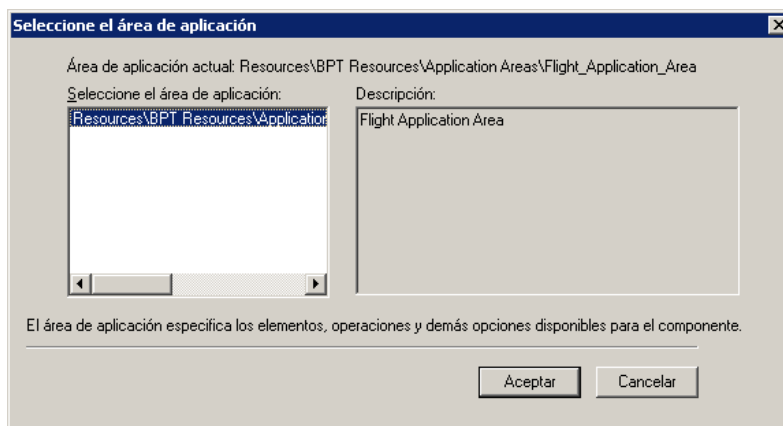 Seleccione el área de aplicación
Área de aplicación actual: Resources\BPT Resources\Application Areas\Flight_Application_Area
Seleccione el área de aplicación:
Descripción:
Resources\BPT Resources\Application
Flight Application Area
El área de aplicación especifica los elementos, operaciones y demás opciones disponibles para el componente.
Aceptar
Cancelar